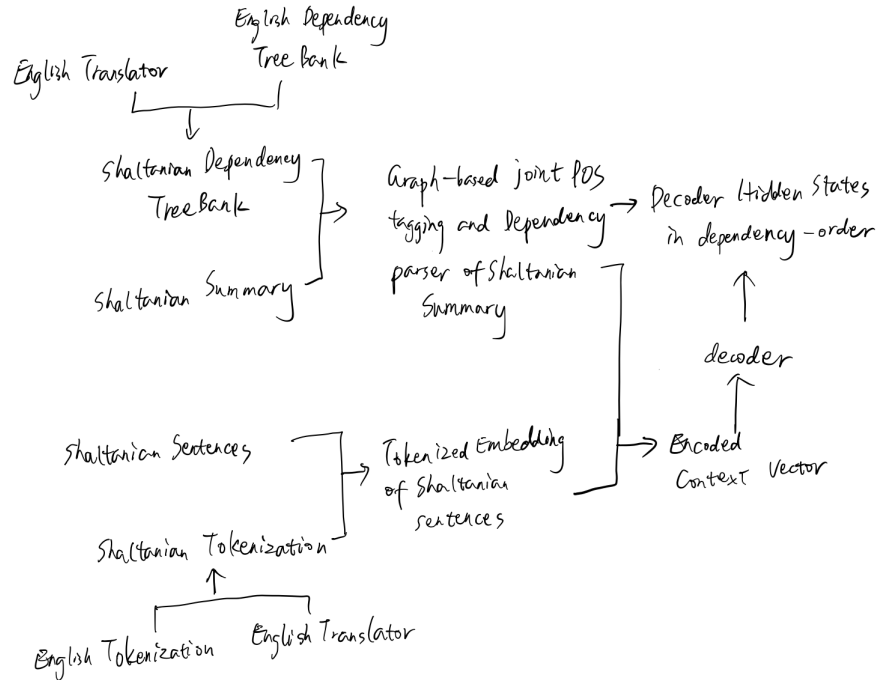 English Dependency
Tree Bank
English Translator
Shaltanian Dependency
Tree Bank
Shaltanian Summary
Graph-based joint POS
tagging and Dependency
parser of Shaltanian
Summary
Decoder Hidden States
in dependency-order
decoder
Shaltanian Sentences
Tokenized Embedding
of Shaltanian
sentences
Encoded
Context Vector
Shaltanian Tokenization
English Tokenization
English Translator